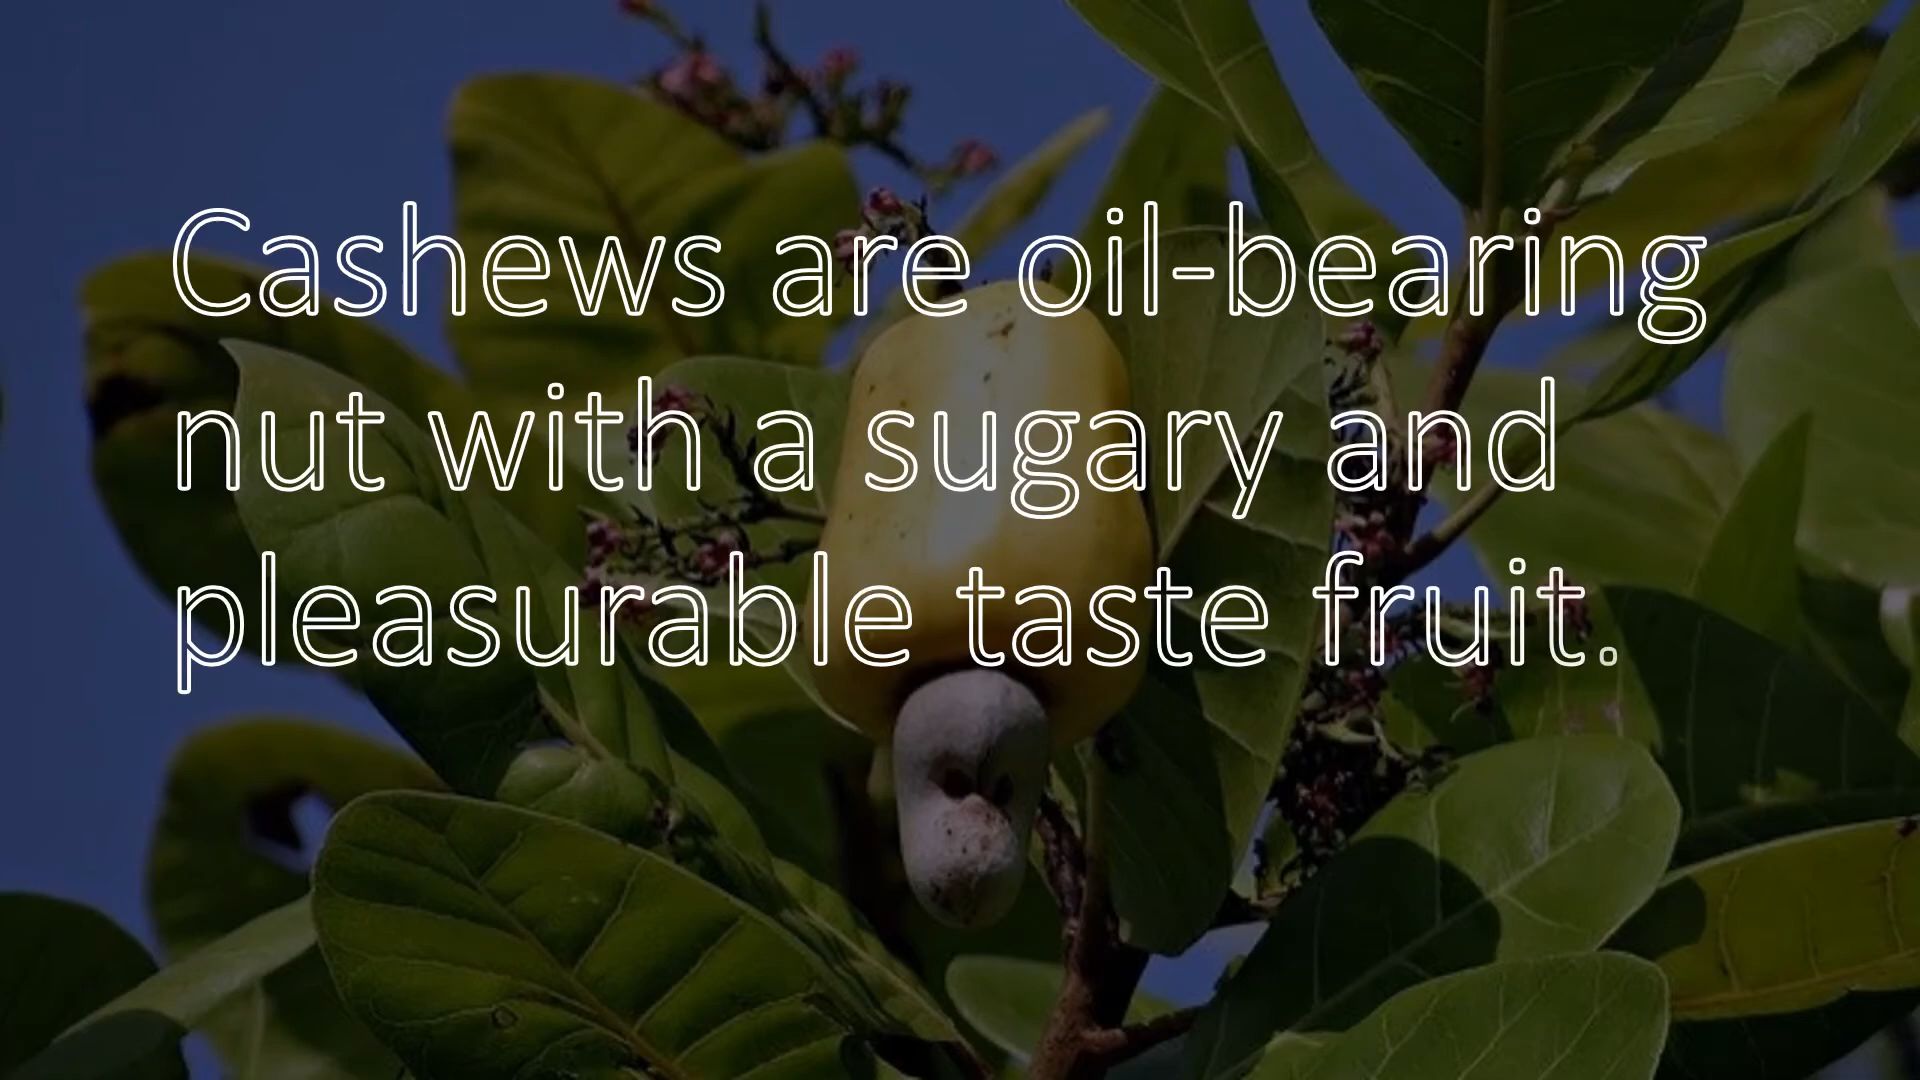 Cashews are oil-bearing
nut with a sugary and
pleasurable taste fruit.